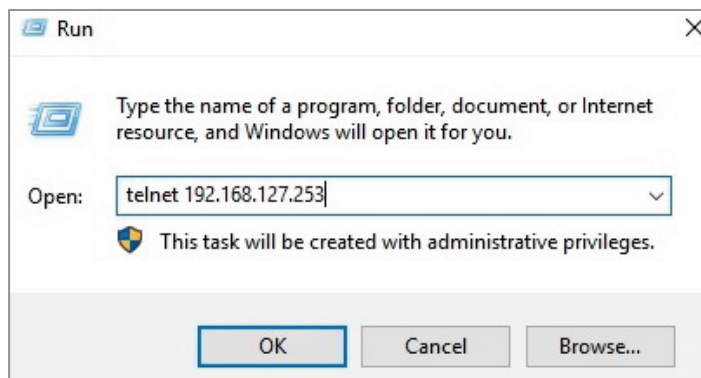 Run
Type the name of a program, folder, document, or Internet
resource, and Windows will open it for you.
Open: telnet 192.168.127.253
This task will be created with administrative privileges.
OK Cancel Browse...